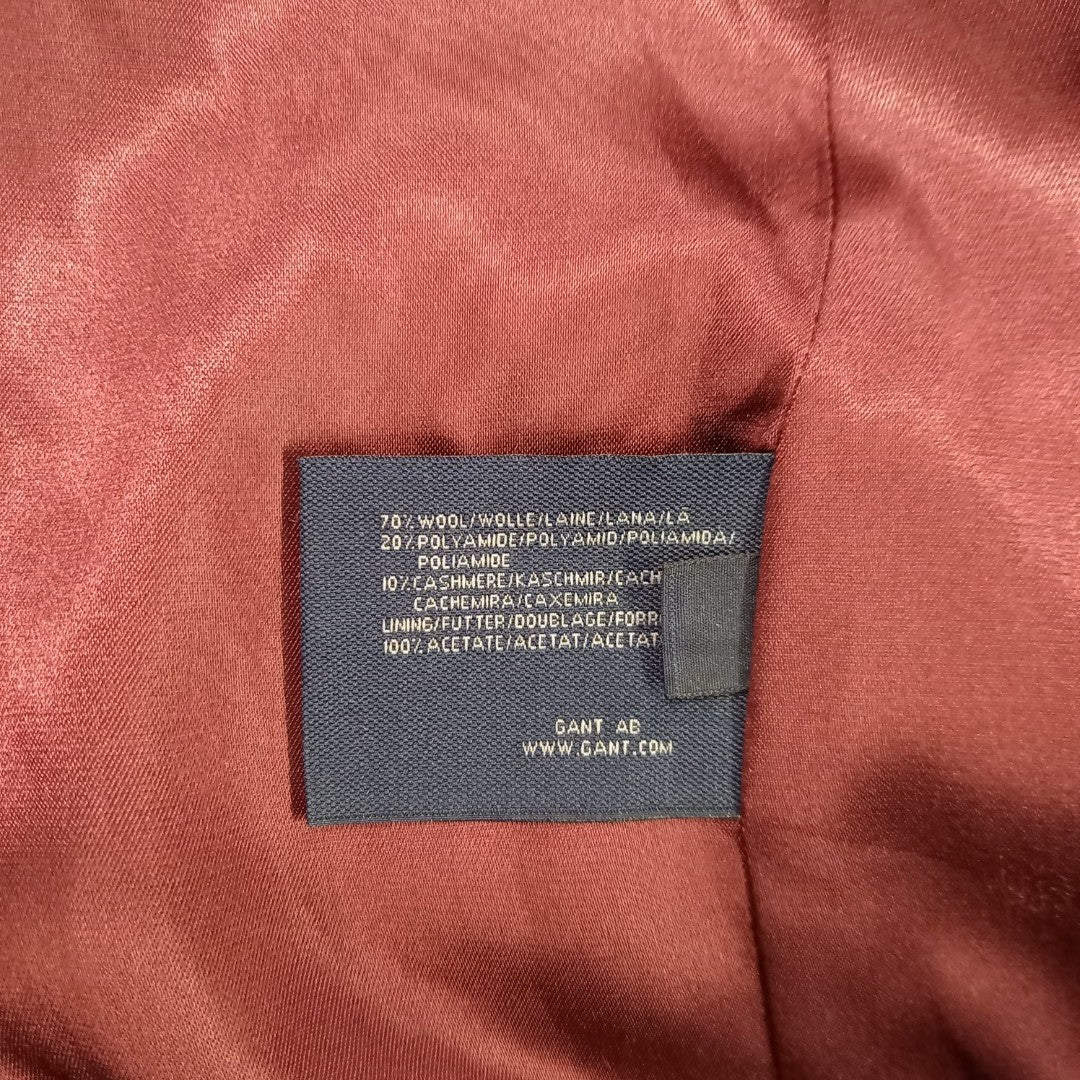 70% WOOL/WOLLE/LAINE/LANA/LÃ
20% POLYAMIDE/POLYAMID/POLIAMIDA/
POLIAMIDE
10% CASHMERE/KASCHMIR/CACH
CACHEMIRA/CAXEMIRA
LINING/FUTTER/DOUBLAGE/FORR
100% ACETATE/ACETAT/ACETATO
GANT AB
WWW.GANT.COM